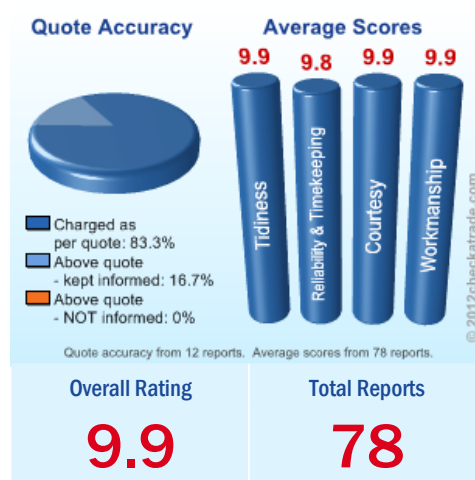 Quote Accuracy
Average Scores
9.9
9.8
9.9
9.9
Tidiness
Reliability & Timekeeping
Courtesy
Workmanship
Charged as
per quote: 83.3%
Above quote
- kept informed: 16.7%
Above quote
- NOT informed: 0%
© 2012checkatrade.com
Quote accuracy from 12 reports. Average scores from 78 reports.
Overall Rating
Total Reports
9.9
78